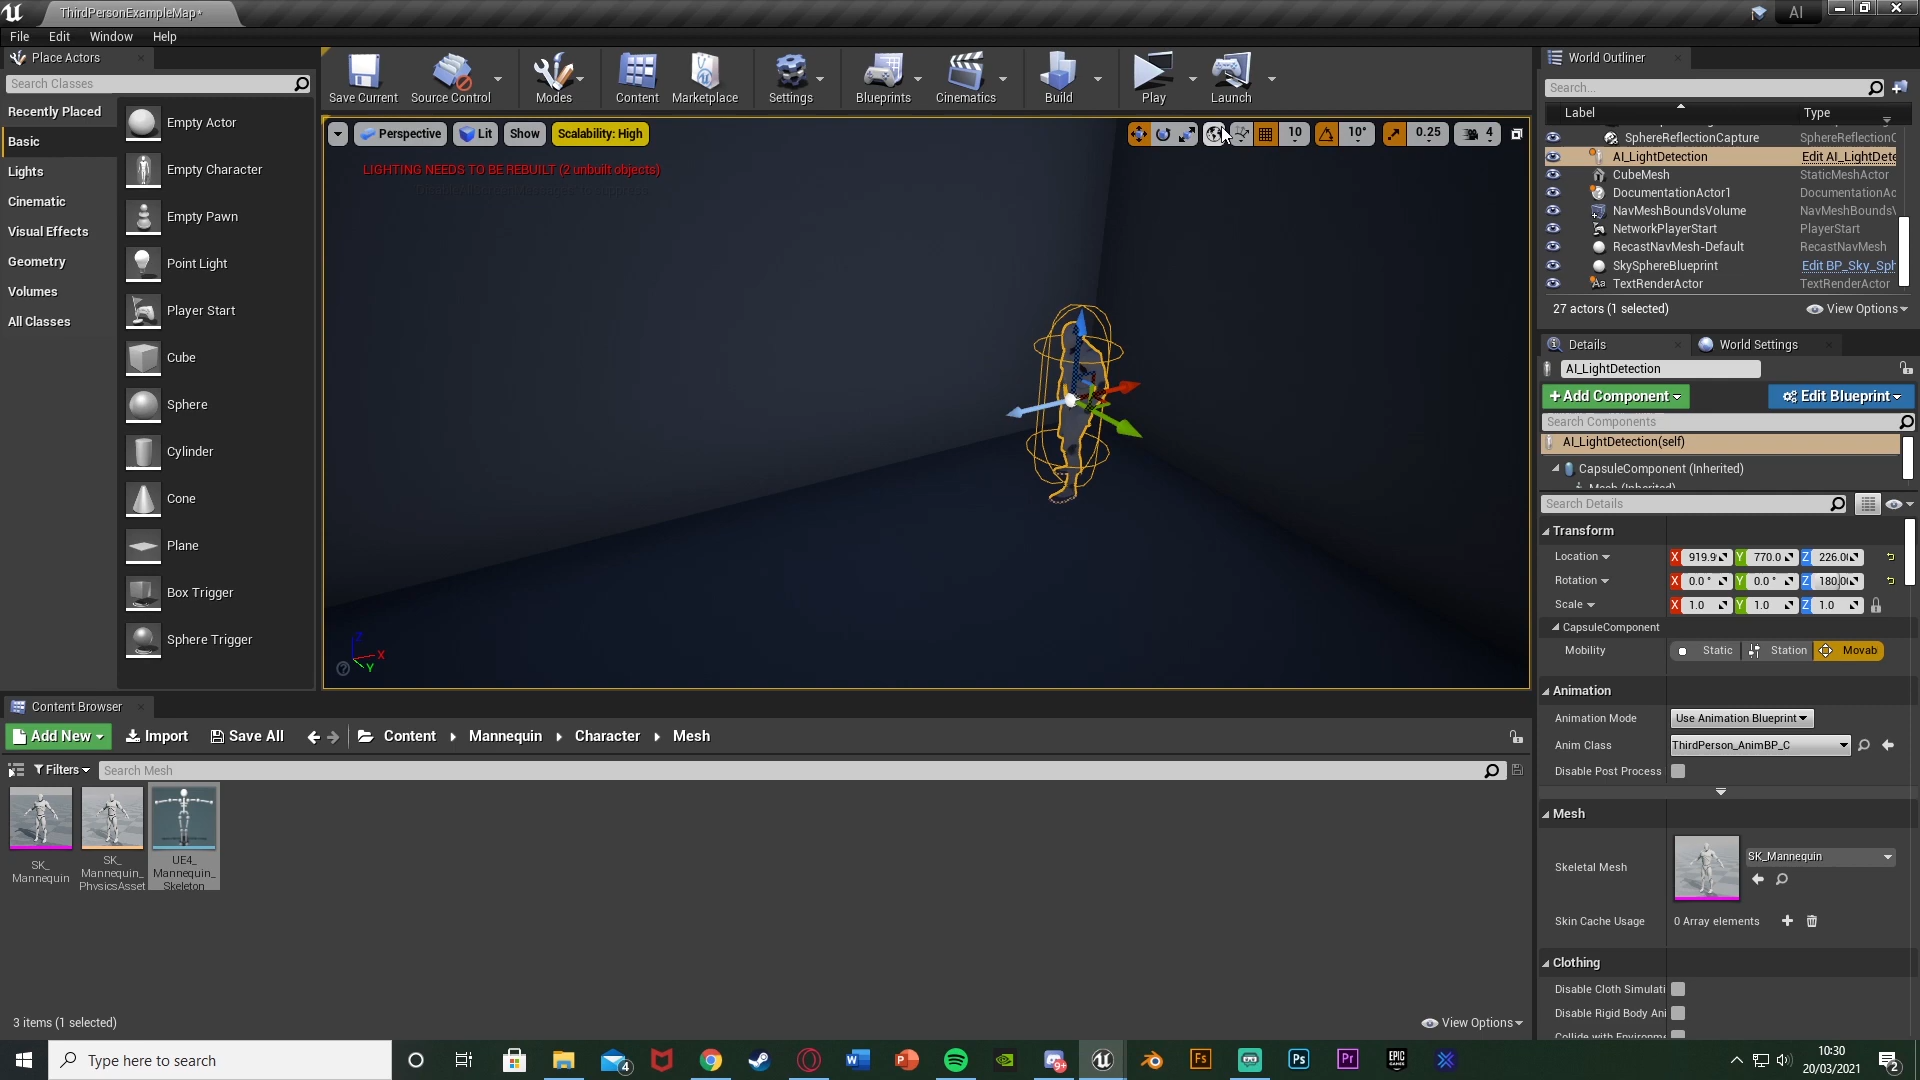 ThirdPersonExampleMap*
AI
File Edit Window Help
Place Actors
Search Classes
Recently Placed
Basic
Lights
Cinematic
Visual Effects
Geometry
Volumes
All Classes
Empty Actor
Empty Character
Empty Pawn
Point Light
Player Start
Cube
Sphere
Cylinder
Cone
Plane
Box Trigger
Sphere Trigger
Save Current Source Control Modes Content Marketplace Settings Blueprints Cinematics Build Play Launch
Perspective Lit Show Scalability: High 10 10° 0.25 4
LIGHTING NEEDS TO BE REBUILT (2 unbuilt objects)
Z X Y
World Outliner
Search...
Label Type
SphereReflectionCapture SphereReflectionC
AI_LightDetection Edit AI_LightDete
CubeMesh StaticMeshActor
DocumentationActor1 DocumentationAc
NavMeshBoundsVolume NavMeshBoundsV
NetworkPlayerStart PlayerStart
RecastNavMesh-Default RecastNavMesh
SkySphereBlueprint Edit BP_Sky_Sph
TextRenderActor TextRenderActor
27 actors (1 selected) View Options
Details World Settings
AI_LightDetection
+Add Component Edit Blueprint
Search Components
AI_LightDetection(self)
CapsuleComponent (Inherited)
Mesh (Inherited)
Search Details
Transform
Location X 919.9 Y 770.0 Z 226.0
Rotation X 0.0 ° Y 0.0 ° Z 180.0
Scale X 1.0 Y 1.0 Z 1.0
CapsuleComponent
Mobility Static Station Movab
Animation
Animation Mode Use Animation Blueprint
Anim Class ThirdPerson_AnimBP_C
Disable Post Process
Mesh
Skeletal Mesh SK_Mannequin
Skin Cache Usage 0 Array elements
Clothing
Disable Cloth Simulati
Disable Rigid Body Ani
Collide with Environme
Content Browser
Add New Import Save All Content Mannequin Character Mesh
Filters Search Mesh
SK_
Mannequin
SK_
Mannequin_
PhysicsAsset
UE4_
Mannequin_
Skeleton
3 items (1 selected) View Options
Type here to search
4
W P 9+ Fs Ps Pr EPIC GAMES
10:30
20/03/2021
2